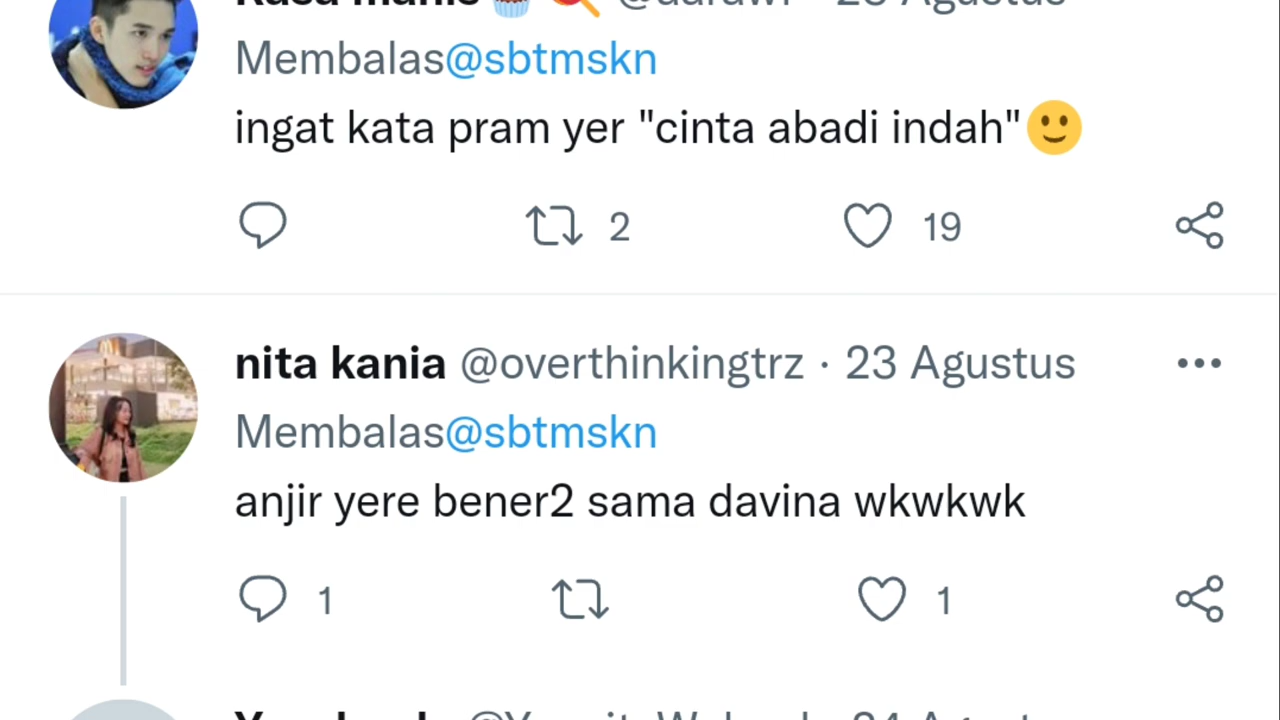 Membalas@sbtmskn
ingat kata pram yer "cinta abadi indah"🙂
2 19
nita kania @overthinkingtrz · 23 Agustus
Membalas@sbtmskn
anjir yere bener2 sama davina wkwkwk
1 1